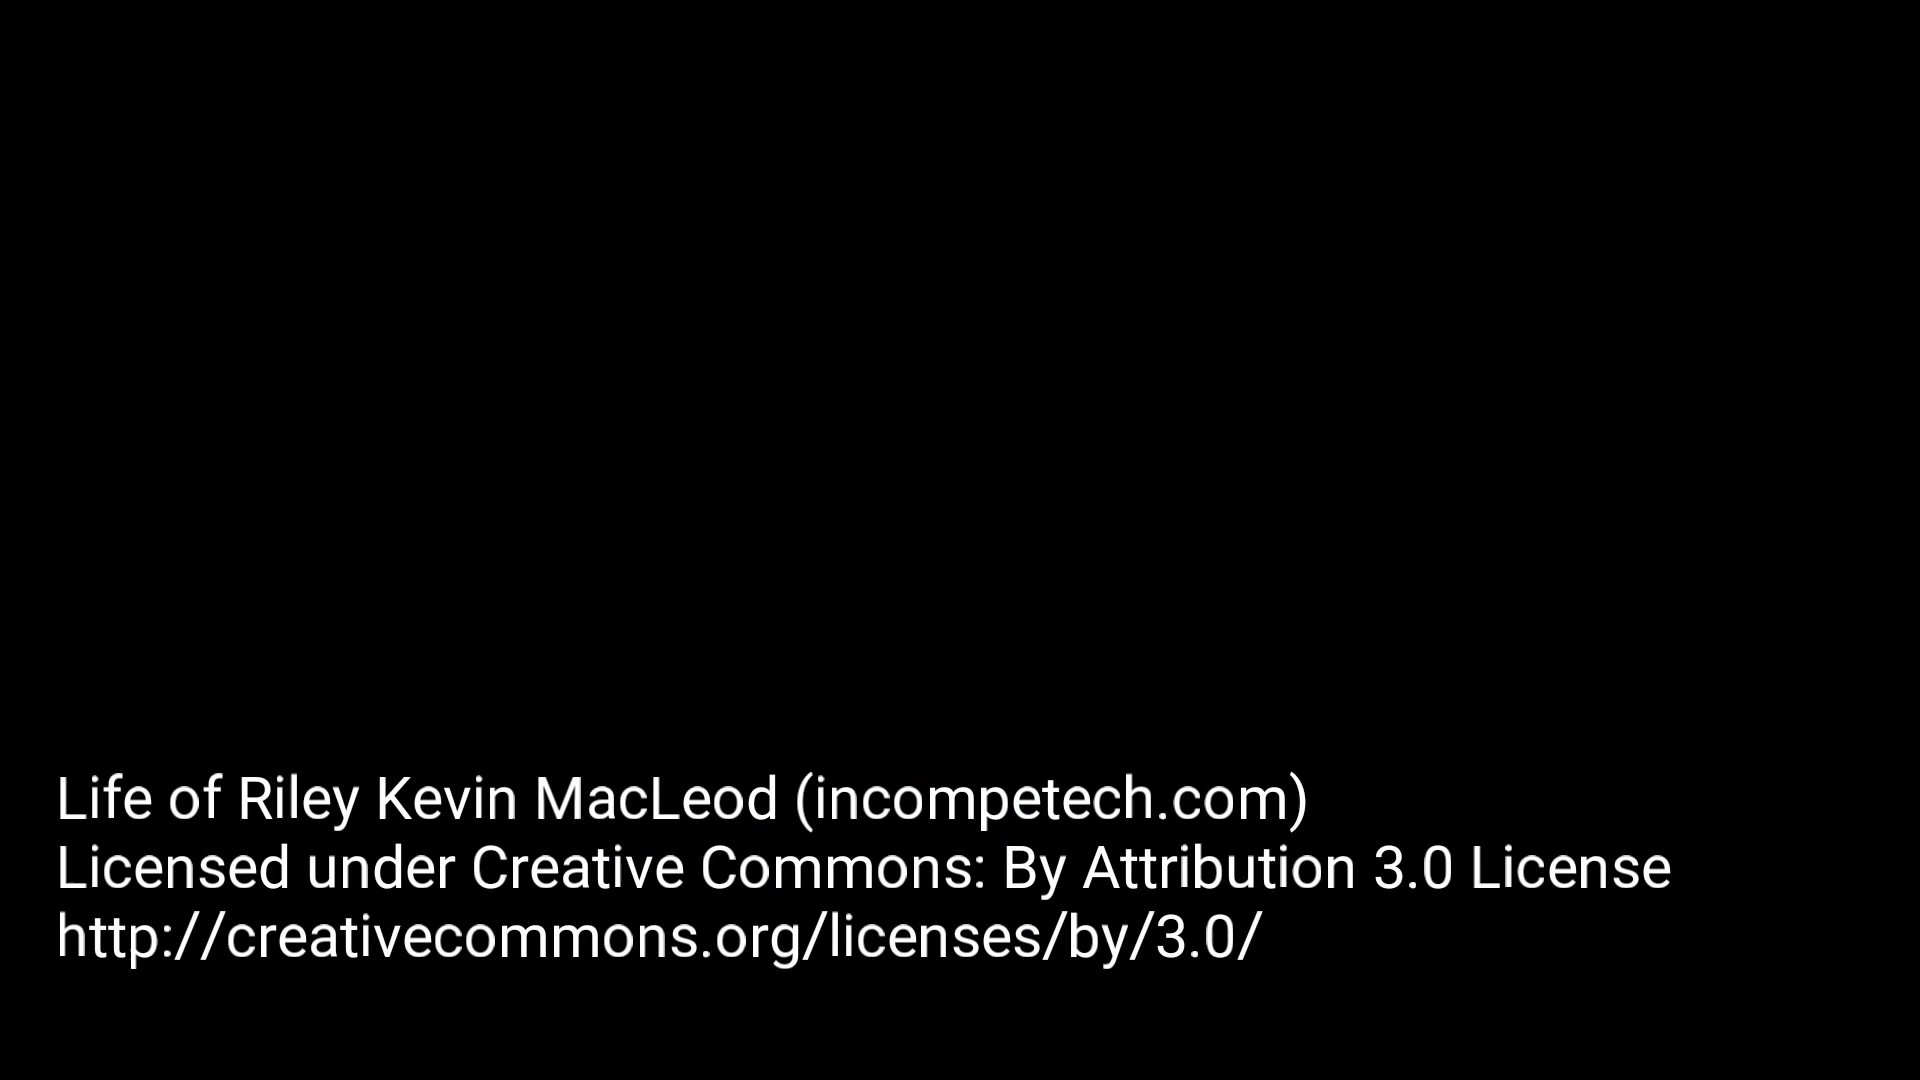 Life of Riley Kevin MacLeod (incompetech.com)
Licensed under Creative Commons: By Attribution 3.0 License
http://creativecommons.org/licenses/by/3.0/